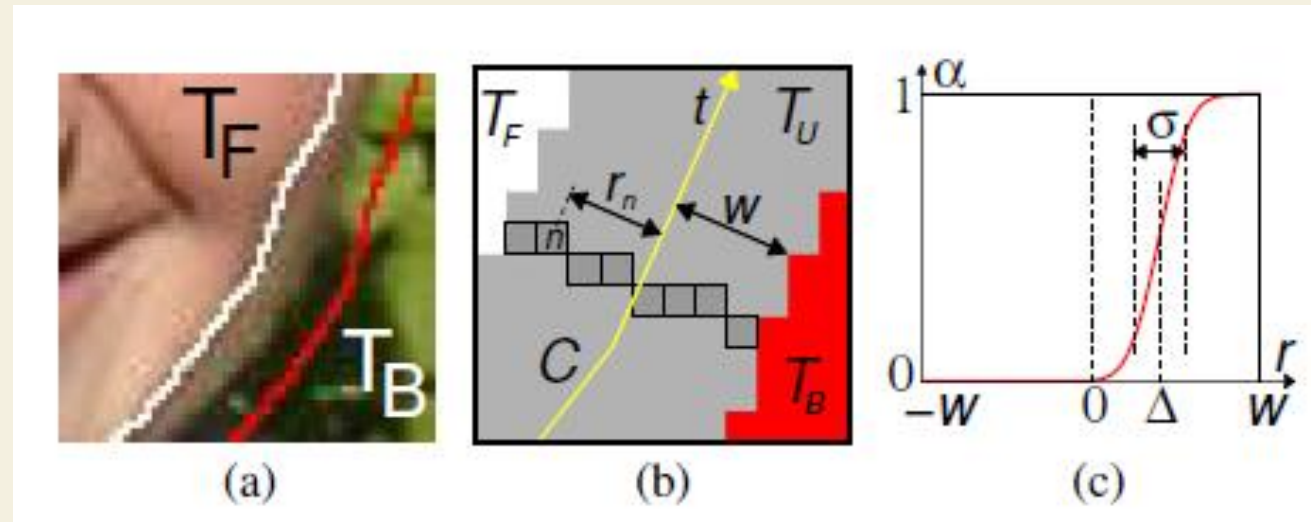 T_F
T_B
(a)
T_F
t
T_U
r_n
w
n
C
T_B
(b)
α
1
σ
0
r
-w
0
Δ
w
(c)